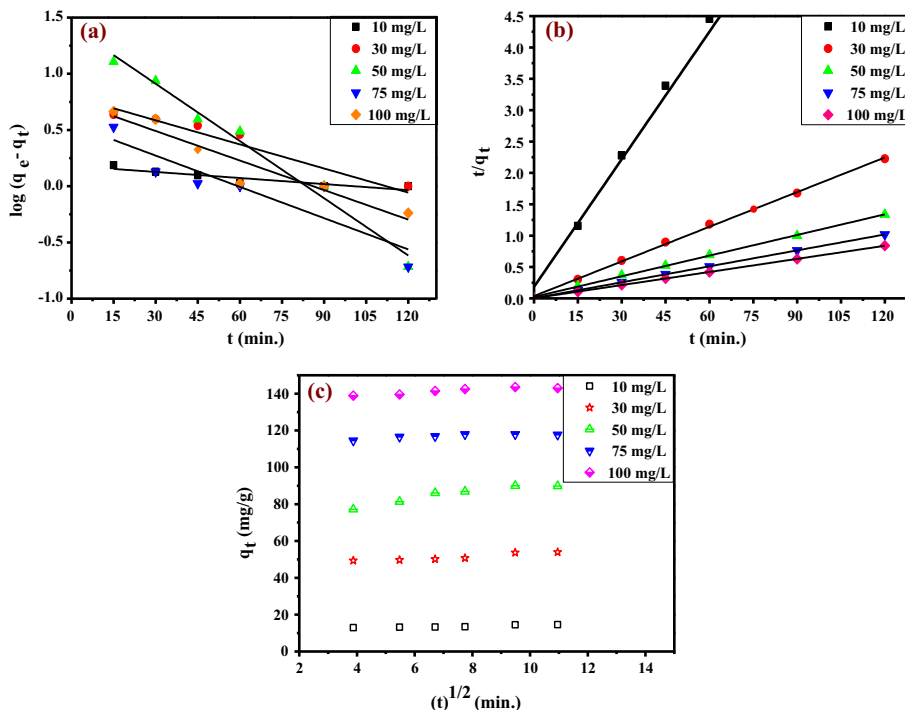 (a)
10 mg/L
30 mg/L
50 mg/L
75 mg/L
100 mg/L
1.5
1.0
0.5
0.0
-0.5
-1.0
log (q e- qt)
15 30 45 60 75 90 105 120
t (min.)
(b)
10 mg/L
30 mg/L
50 mg/L
75 mg/L
100 mg/L
4.5
4.0
3.5
3.0
2.5
2.0
1.5
1.0
0.5
0.0
t/qt
0 15 30 45 60 75 90 105 120
t (min.)
(c)
10 mg/L
30 mg/L
50 mg/L
75 mg/L
100 mg/L
140
120
100
80
60
40
20
0
qt (mg/g)
2 4 6 8 10 12 14
(t)1/2 (min.)